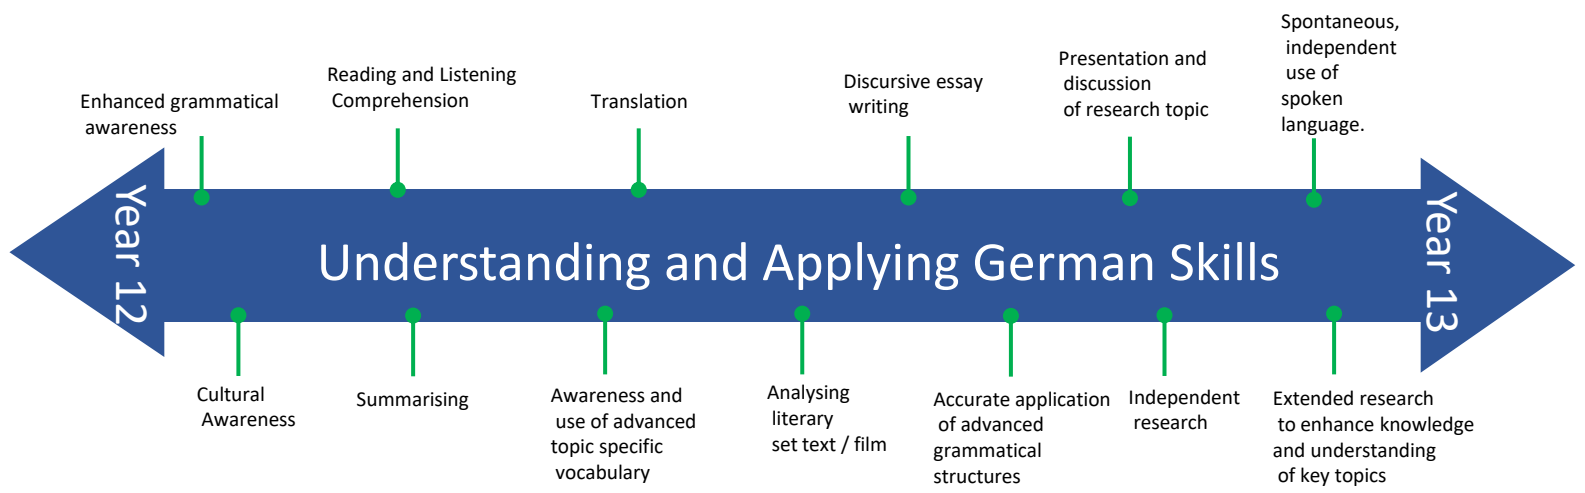 Enhanced grammatical
awareness
Reading and Listening
Comprehension
Translation
Discursive essay
writing
Presentation and
discussion
of research topic
Spontaneous,
independent
use of
spoken
language.
Year 12
Understanding and Applying German Skills
Year 13
Cultural
Awareness
Summarising
Awareness and
use of advanced
topic specific
vocabulary
Analysing
literary
set text / film
Accurate application
of advanced
grammatical
structures
Independent
research
Extended research
to enhance knowledge
and understanding
of key topics